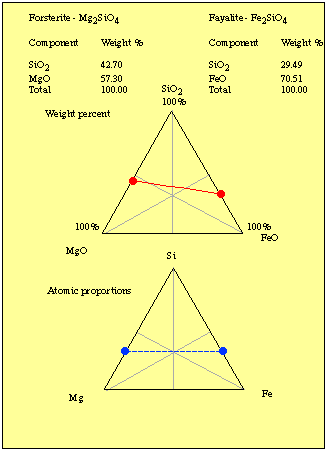 Forsterite - Mg2SiO4 Fayalite - Fe2SiO4
Component Weight % Component Weight %
SiO2 42.70 SiO2 29.49
MgO 57.30 FeO 70.51
Total 100.00 Total 100.00
SiO2
100%
Weight percent
100% 100%
MgO FeO
Si
Atomic proportions
Mg Fe